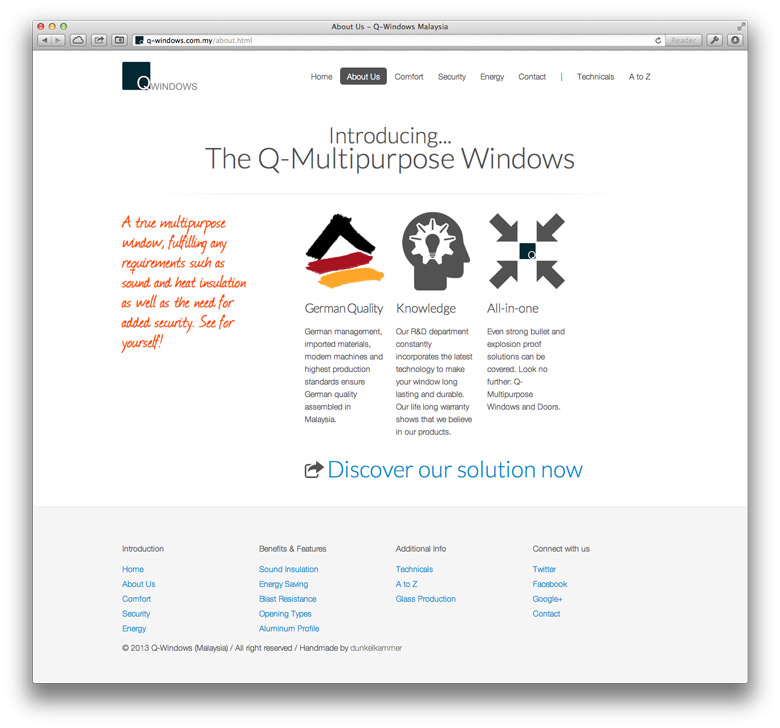 About Us – Q-Windows Malaysia
q-windows.com.my/about.html
Reader
Q WINDOWS
Home
About Us
Comfort
Security
Energy
Contact
|
Technicals
A to Z
Introducing...
The Q-Multipurpose Windows
A true multipurpose
window, fulfilling any
requirements such as
sound and heat insulation
as well as the need for
added security. See for
yourself!
Q
German Quality
German management,
imported materials,
modern machines and
highest production
standards ensure
German quality
assembled in
Malaysia.
Knowledge
Our R&D department
constantly
incorporates the latest
technology to make
your window long
lasting and durable.
Our life long warranty
shows that we believe
in our products.
All-in-one
Even strong bullet and
explosion proof
solutions can be
covered. Look no
further: Q-
Multipurpose
Windows and Doors.
Discover our solution now
Introduction
Home
About Us
Comfort
Security
Energy
Benefits & Features
Sound Insulation
Energy Saving
Blast Resistance
Opening Types
Aluminum Profile
Additional Info
Technicals
A to Z
Glass Production
Connect with us
Twitter
Facebook
Google+
Contact
© 2013 Q-Windows (Malaysia) / All right reserved / Handmade by dunkelkammer